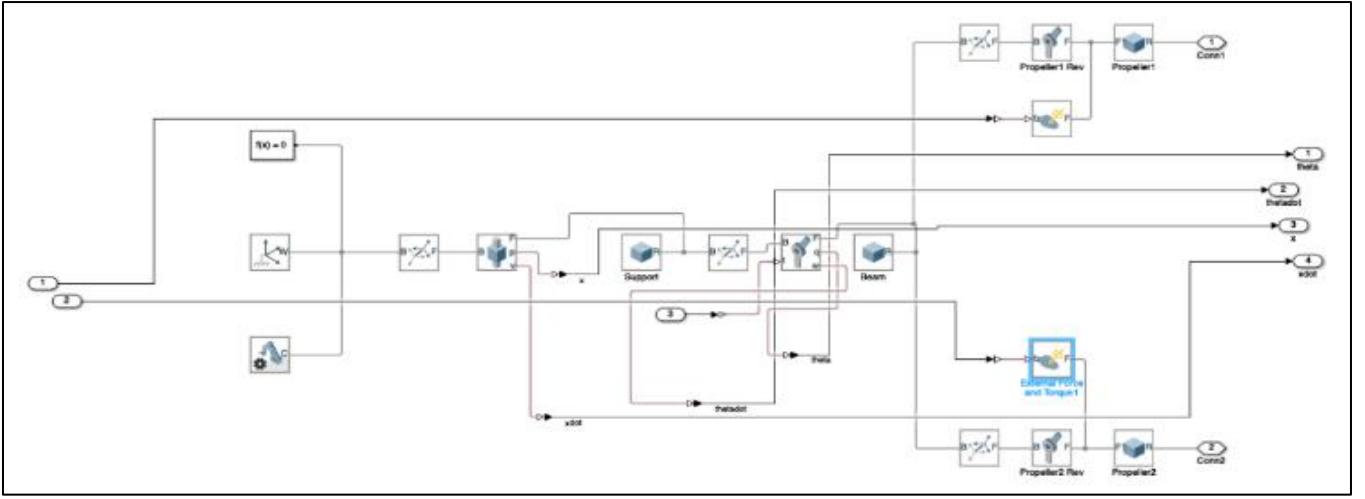 B F
B F
Propeller1 Rev
F R
Propeller1
1
Conn1
F
f(x) = 0
1
theta
2
thetadot
W
B F
B F
p
v
R
Support
B F
B F
q
w
R
Beam
3
x
4
xdot
1
2
x
3
C
theta
F
External Force
and Torque1
thetadot
xdot
B F
B F
Propeller2 Rev
F R
Propeller2
2
Conn2